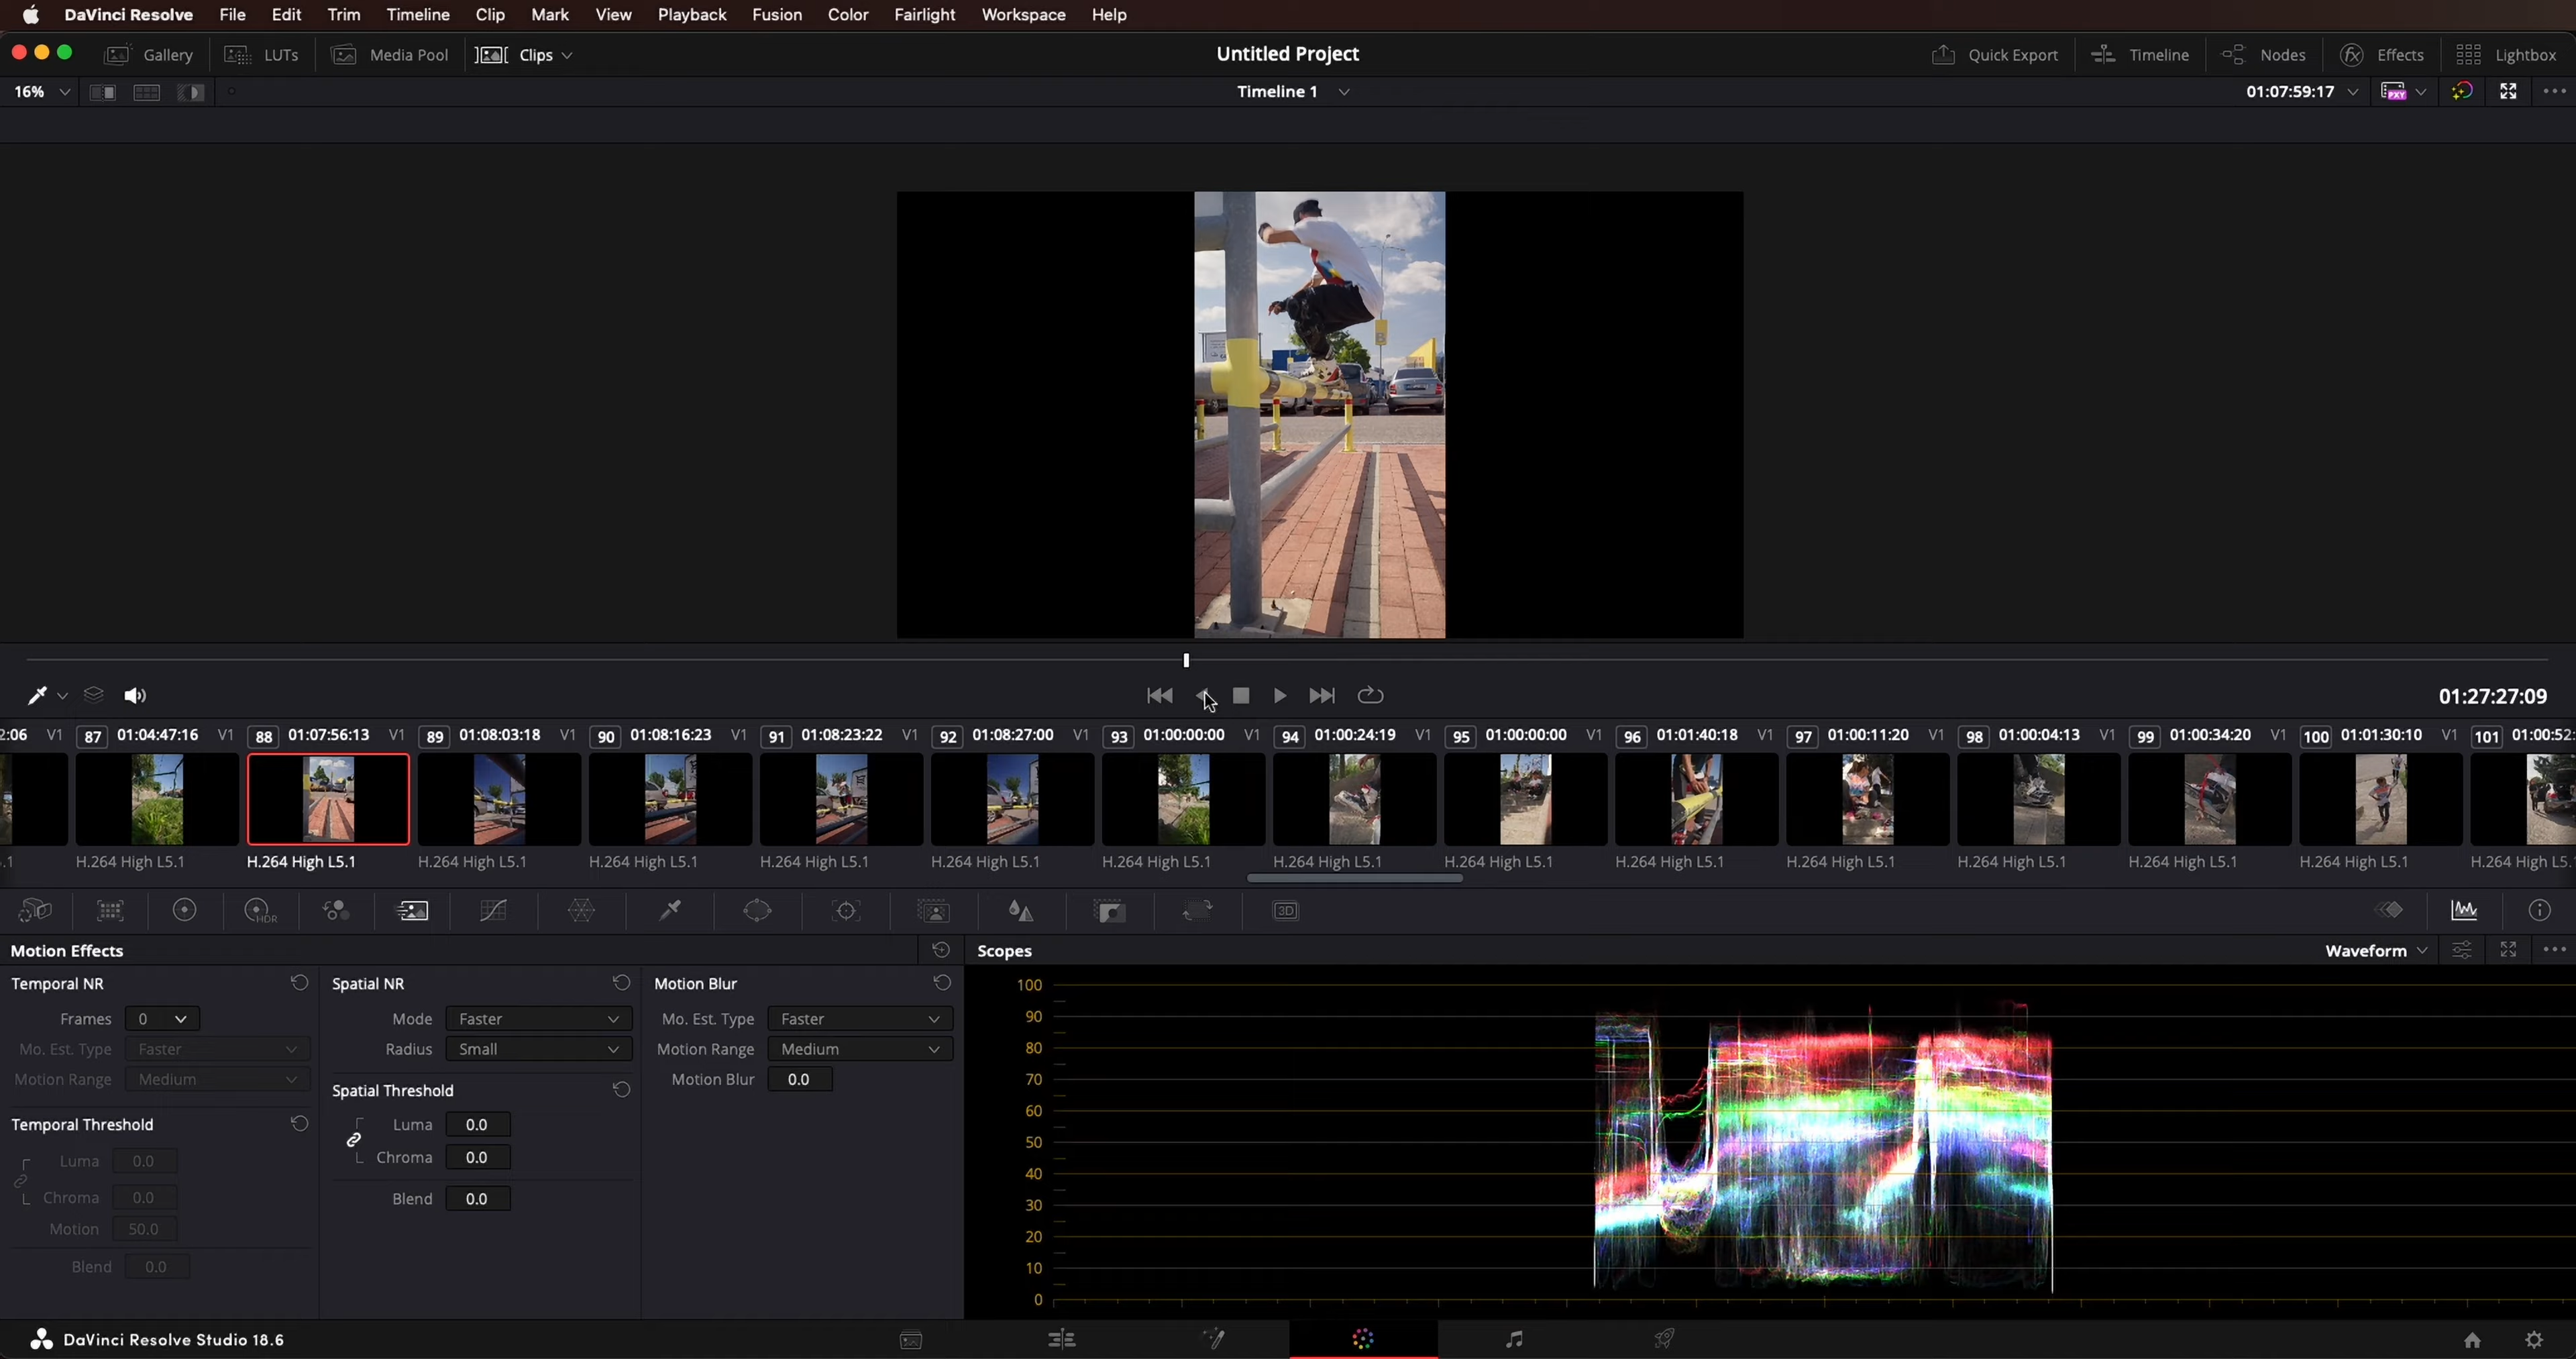 DaVinci Resolve File Edit Trim Timeline Clip Mark View Playback Fusion Color Fairlight Workspace Help
Gallery LUTs Media Pool Clips Untitled Project Quick Export Timeline Nodes Effects Lightbox
16% Timeline 1 01:07:59:17 PXY
01:27:27:09
2:06 V1 87 01:04:47:16 V1 88 01:07:56:13 V1 89 01:08:03:18 V1 90 01:08:16:23 V1 91 01:08:23:22 V1 92 01:08:27:00 V1 93 01:00:00:00 V1 94 01:00:24:19 V1 95 01:00:00:00 V1 96 01:01:40:18 V1 97 01:00:11:20 V1 98 01:00:04:13 V1 99 01:00:34:20 V1 100 01:01:30:10 V1 101 01:00:52:
.1 H.264 High L5.1 H.264 High L5.1 H.264 High L5.1 H.264 High L5.1 H.264 High L5.1 H.264 High L5.1 H.264 High L5.1 H.264 High L5.1 H.264 High L5.1 H.264 High L5.1 H.264 High L5.1 H.264 High L5.1 H.264 High L5.1 H.264 High L5.1 H.264 High L5.
HDR 3D
Motion Effects
Temporal NR
Frames 0
Mo. Est. Type Faster
Motion Range Medium
Temporal Threshold
Luma 0.0
Chroma 0.0
Motion 50.0
Blend 0.0
Spatial NR
Mode Faster
Radius Small
Spatial Threshold
Luma 0.0
Chroma 0.0
Blend 0.0
Motion Blur
Mo. Est. Type Faster
Motion Range Medium
Motion Blur 0.0
Scopes Waveform
100
90
80
70
60
50
40
30
20
10
0
DaVinci Resolve Studio 18.6